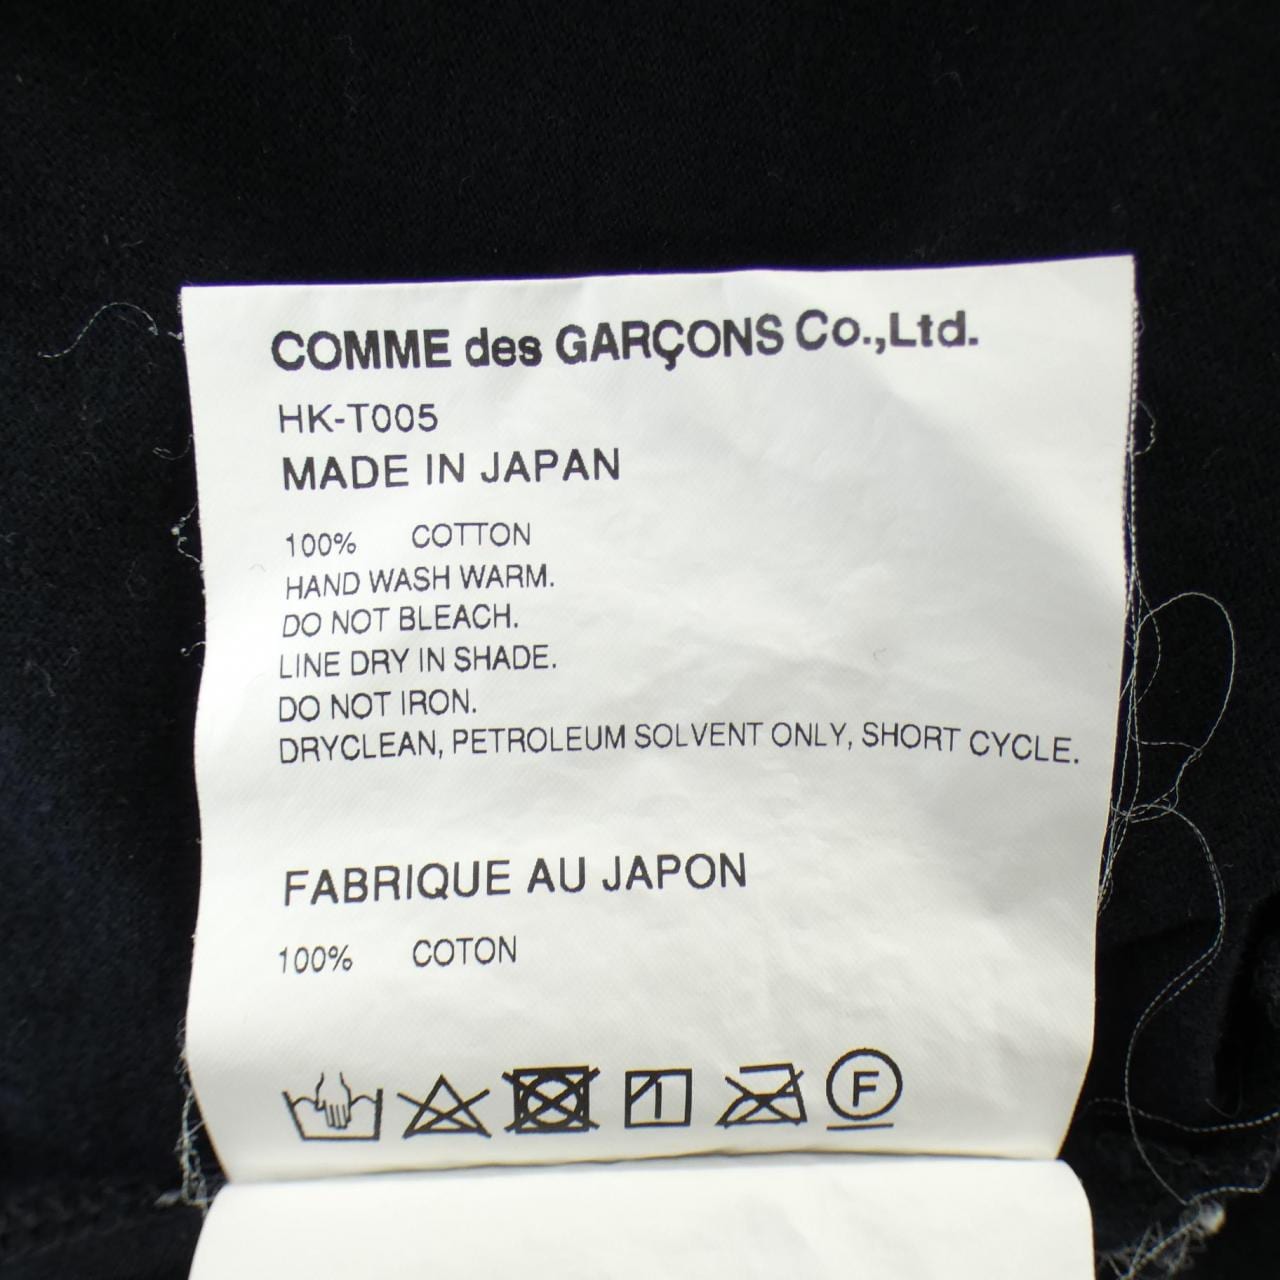 COMME des GARÇONS Co.,Ltd.
HK-T005
MADE IN JAPAN
100% COTTON
HAND WASH WARM.
DO NOT BLEACH.
LINE DRY IN SHADE.
DO NOT IRON.
DRYCLEAN, PETROLEUM SOLVENT ONLY, SHORT CYCLE.
FABRIQUE AU JAPON
100% COTON
F